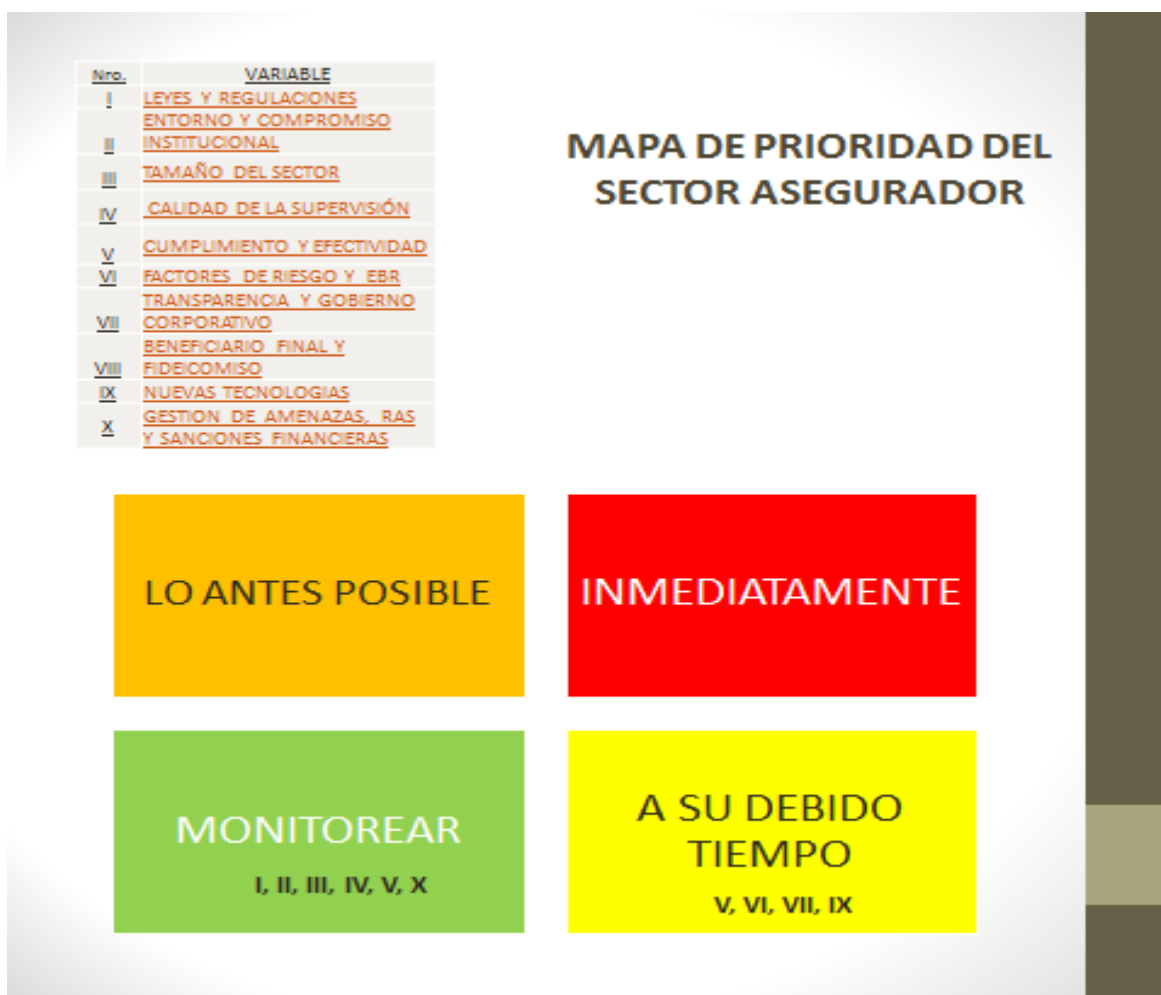 Nro. VARIABLE
I LEYES Y REGULACIONES
ENTORNO Y COMPROMISO
II INSTITUCIONAL
III TAMAÑO DEL SECTOR
IV CALIDAD DE LA SUPERVISIÓN
V CUMPLIMIENTO Y EFECTIVIDAD
VI FACTORES DE RIESGO Y EBR
TRANSPARENCIA Y GOBIERNO
VII CORPORATIVO
BENEFICIARIO FINAL Y
VIII FIDEICOMISO
IX NUEVAS TECNOLOGIAS
X GESTION DE AMENAZAS, RAS
Y SANCIONES FINANCIERAS
MAPA DE PRIORIDAD DEL
SECTOR ASEGURADOR
LO ANTES POSIBLE
INMEDIATAMENTE
MONITOREAR
I, II, III, IV, V, X
A SU DEBIDO
TIEMPO
V, VI, VII, IX